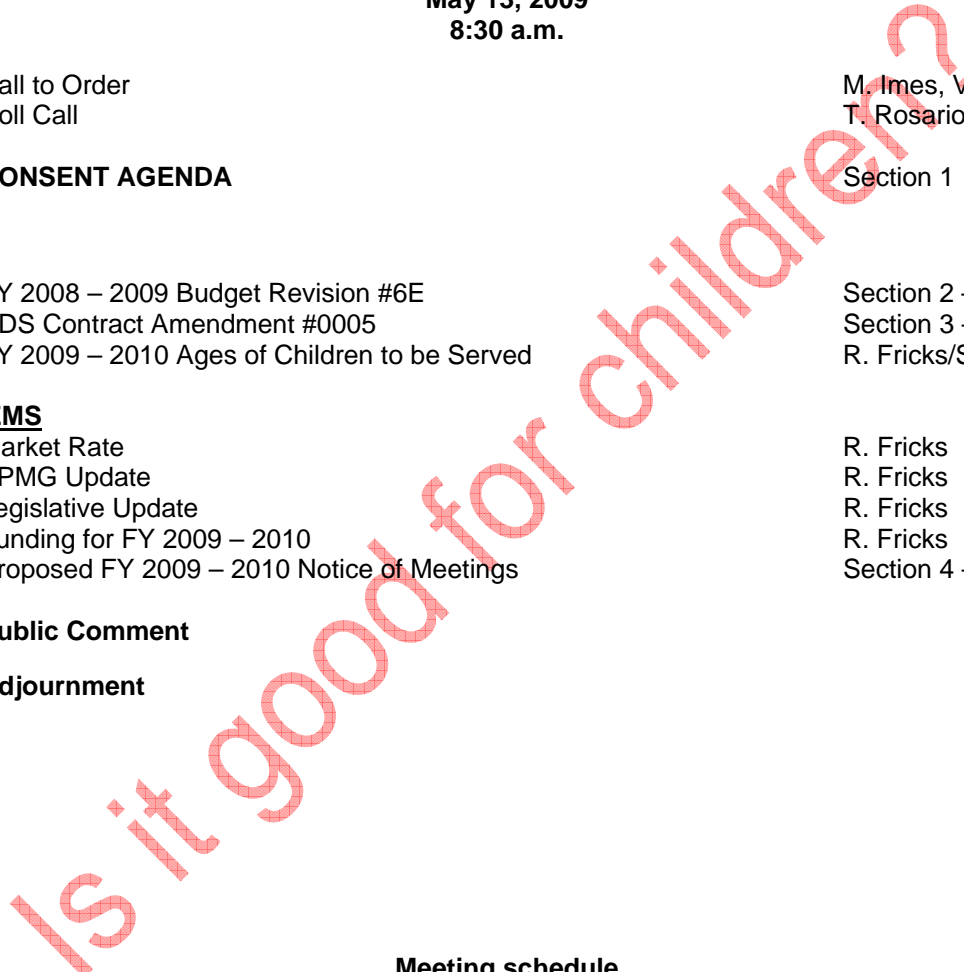 May 13, 2009
8:30 a.m.
all to Order M. Imes, V
oll Call T. Rosario
ONSENT AGENDA Section 1
Y 2008 – 2009 Budget Revision #6E Section 2 -
DS Contract Amendment #0005 Section 3 -
Y 2009 – 2010 Ages of Children to be Served R. Fricks/S
EMS
arket Rate R. Fricks
PMG Update R. Fricks
egislative Update R. Fricks
unding for FY 2009 – 2010 R. Fricks
roposed FY 2009 – 2010 Notice of Meetings Section 4 -
ublic Comment
djournment
Is it good for children?
Meeting schedule